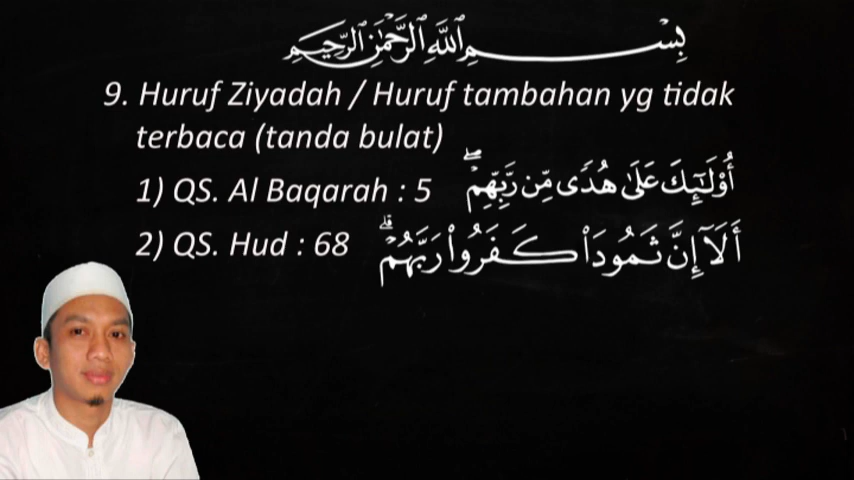 بِسْمِ اللَّهِ الرَّحْمَٰنِ الرَّحِيمِ
9. Huruf Ziyadah / Huruf tambahan yg tidak
terbaca (tanda bulat)
1) QS. Al Baqarah : 5 أُو۟لَـٰٓئِكَ عَلَىٰ هُدًى مِّن رَّبِّهِمْ ۖ
2) QS. Hud : 68 أَلَآ إِنَّ ثَمُودَا۟ كَفَرُوا۟ رَبَّهُمْ ۗ